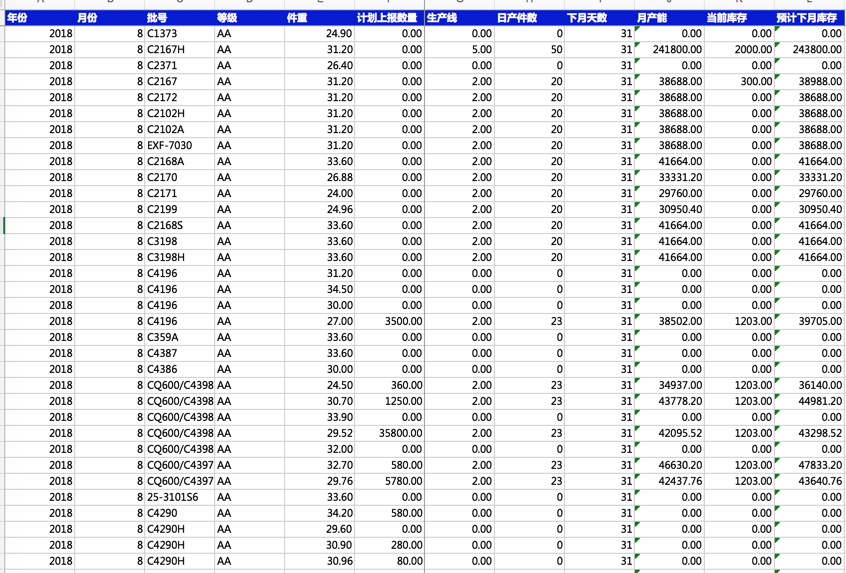 年份 月份 批号 等级 件重 计划上报数量 生产线 日产件数 下月天数 月产能 当前库存 预计下月库存
2018 8 C1373 AA 24.90 0.00 0.00 0 31 0.00 0.00 0.00
2018 8 C2167H AA 31.20 0.00 5.00 50 31 241800.00 2000.00 243800.00
2018 8 C2371 AA 26.40 0.00 0.00 0 31 0.00 0.00 0.00
2018 8 C2167 AA 31.20 0.00 2.00 20 31 38688.00 300.00 38988.00
2018 8 C2172 AA 31.20 0.00 2.00 20 31 38688.00 0.00 38688.00
2018 8 C2102H AA 31.20 0.00 2.00 20 31 38688.00 0.00 38688.00
2018 8 C2102A AA 31.20 0.00 2.00 20 31 38688.00 0.00 38688.00
2018 8 EXF-7030 AA 31.20 0.00 2.00 20 31 38688.00 0.00 38688.00
2018 8 C2168A AA 33.60 0.00 2.00 20 31 41664.00 0.00 41664.00
2018 8 C2170 AA 26.88 0.00 2.00 20 31 33331.20 0.00 33331.20
2018 8 C2171 AA 24.00 0.00 2.00 20 31 29760.00 0.00 29760.00
2018 8 C2199 AA 24.96 0.00 2.00 20 31 30950.40 0.00 30950.40
2018 8 C2168S AA 33.60 0.00 2.00 20 31 41664.00 0.00 41664.00
2018 8 C3198 AA 33.60 0.00 2.00 20 31 41664.00 0.00 41664.00
2018 8 C3198H AA 33.60 0.00 2.00 20 31 41664.00 0.00 41664.00
2018 8 C4196 AA 31.20 0.00 0.00 0 31 0.00 0.00 0.00
2018 8 C4196 AA 34.50 0.00 0.00 0 31 0.00 0.00 0.00
2018 8 C4196 AA 30.00 0.00 0.00 0 31 0.00 0.00 0.00
2018 8 C4196 AA 27.00 3500.00 2.00 23 31 38502.00 1203.00 39705.00
2018 8 C359A AA 33.60 0.00 0.00 0 31 0.00 0.00 0.00
2018 8 C4387 AA 33.60 0.00 0.00 0 31 0.00 0.00 0.00
2018 8 C4386 AA 30.00 0.00 0.00 0 31 0.00 0.00 0.00
2018 8 CQ600/C4398 AA 24.50 360.00 2.00 23 31 34937.00 1203.00 36140.00
2018 8 CQ600/C4398 AA 30.70 1250.00 2.00 23 31 43778.20 1203.00 44981.20
2018 8 CQ600/C4398 AA 33.90 0.00 0.00 0 31 0.00 0.00 0.00
2018 8 CQ600/C4398 AA 29.52 35800.00 2.00 23 31 42095.52 1203.00 43298.52
2018 8 CQ600/C4398 AA 32.00 0.00 0.00 0 31 0.00 0.00 0.00
2018 8 CQ600/C4397 AA 32.70 580.00 2.00 23 31 46630.20 1203.00 47833.20
2018 8 CQ600/C4397 AA 29.76 5780.00 2.00 23 31 42437.76 1203.00 43640.76
2018 8 25-3101S6 AA 33.60 0.00 0.00 0 31 0.00 0.00 0.00
2018 8 C4290 AA 34.20 580.00 0.00 0 31 0.00 0.00 0.00
2018 8 C4290H AA 29.60 0.00 0.00 0 31 0.00 0.00 0.00
2018 8 C4290H AA 30.90 280.00 0.00 0 31 0.00 0.00 0.00
2018 8 C4290H AA 30.96 80.00 0.00 0 31 0.00 0.00 0.00